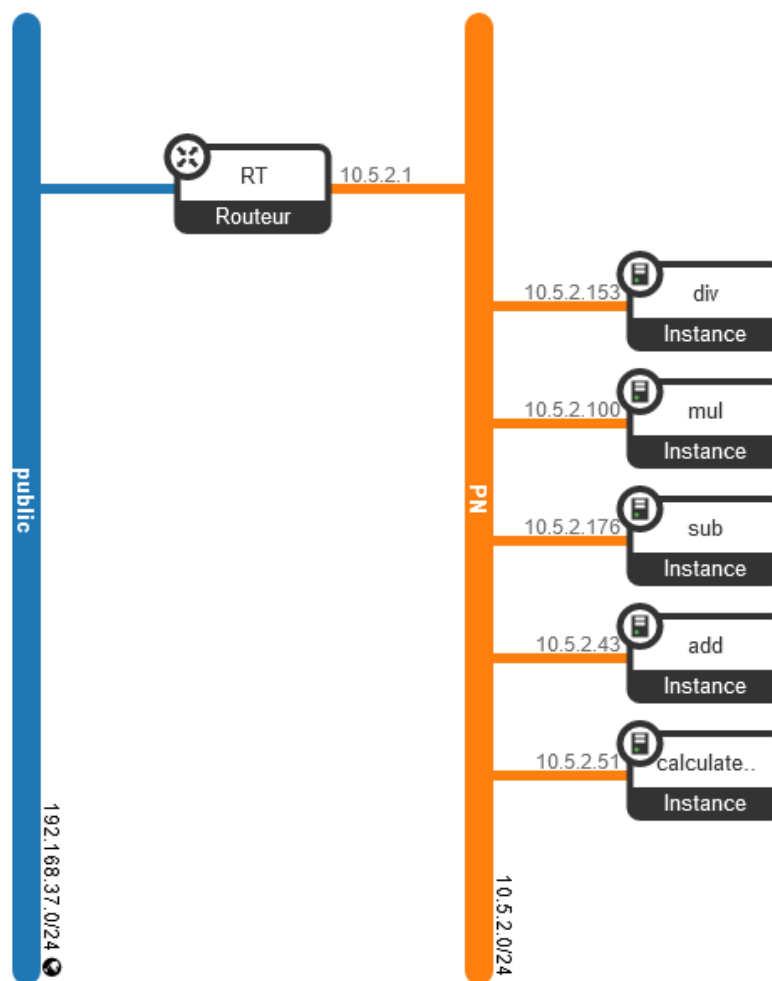 RT
Routeur
10.5.2.1
10.5.2.153
div
Instance
10.5.2.100
mul
Instance
public
PN
10.5.2.176
sub
Instance
10.5.2.43
add
Instance
10.5.2.51
calculate..
Instance
192.168.37.0/24
10.5.2.0/24